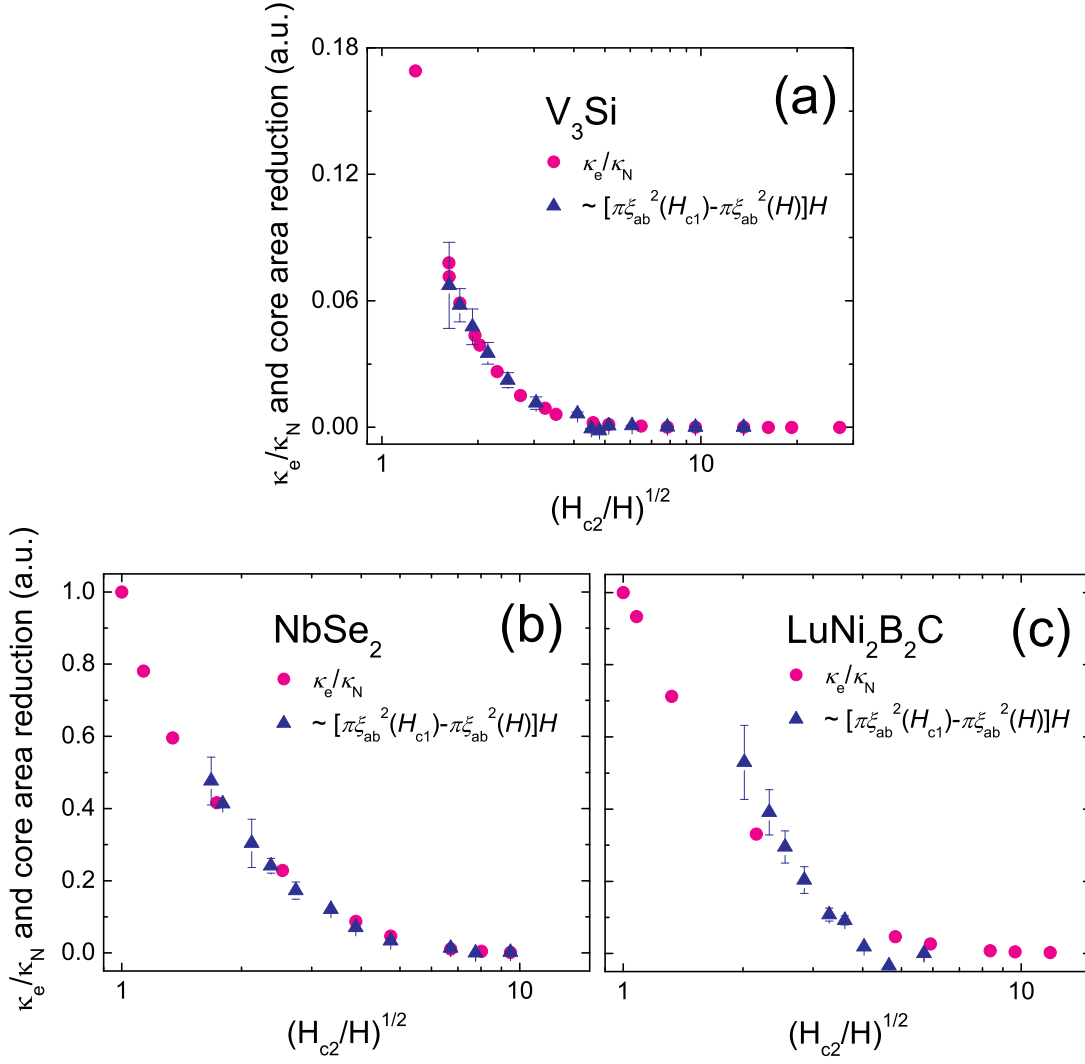 κe/κN and core area reduction (a.u.)
0.18
0.12
0.06
0.00
(a)
V3Si
κe/κN
~ [πξab2(Hc1)-πξab2(H)]H
1
10
(Hc2/H)1/2
κe/κN and core area reduction (a.u.)
1.0
0.8
0.6
0.4
0.2
0.0
(b)
NbSe2
κe/κN
~ [πξab2(Hc1)-πξab2(H)]H
1
10
(Hc2/H)1/2
(c)
LuNi2B2C
κe/κN
~ [πξab2(Hc1)-πξab2(H)]H
1
10
(Hc2/H)1/2